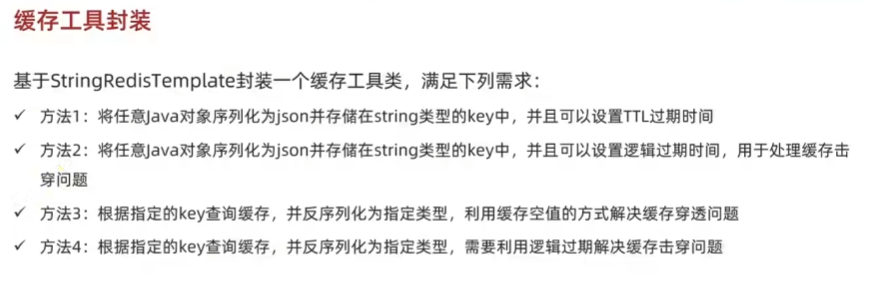 缓存工具封装
基于StringRedisTemplate封装一个缓存工具类，满足下列需求：
✓ 方法1：将任意Java对象序列化为json并存储在string类型的key中，并且可以设置TTL过期时间
✓ 方法2：将任意Java对象序列化为json并存储在string类型的key中，并且可以设置逻辑过期时间，用于处理缓存击
穿问题
✓ 方法3：根据指定的key查询缓存，并反序列化为指定类型，利用缓存空值的方式解决缓存穿透问题
✓ 方法4：根据指定的key查询缓存，并反序列化为指定类型，需要利用逻辑过期解决缓存击穿问题